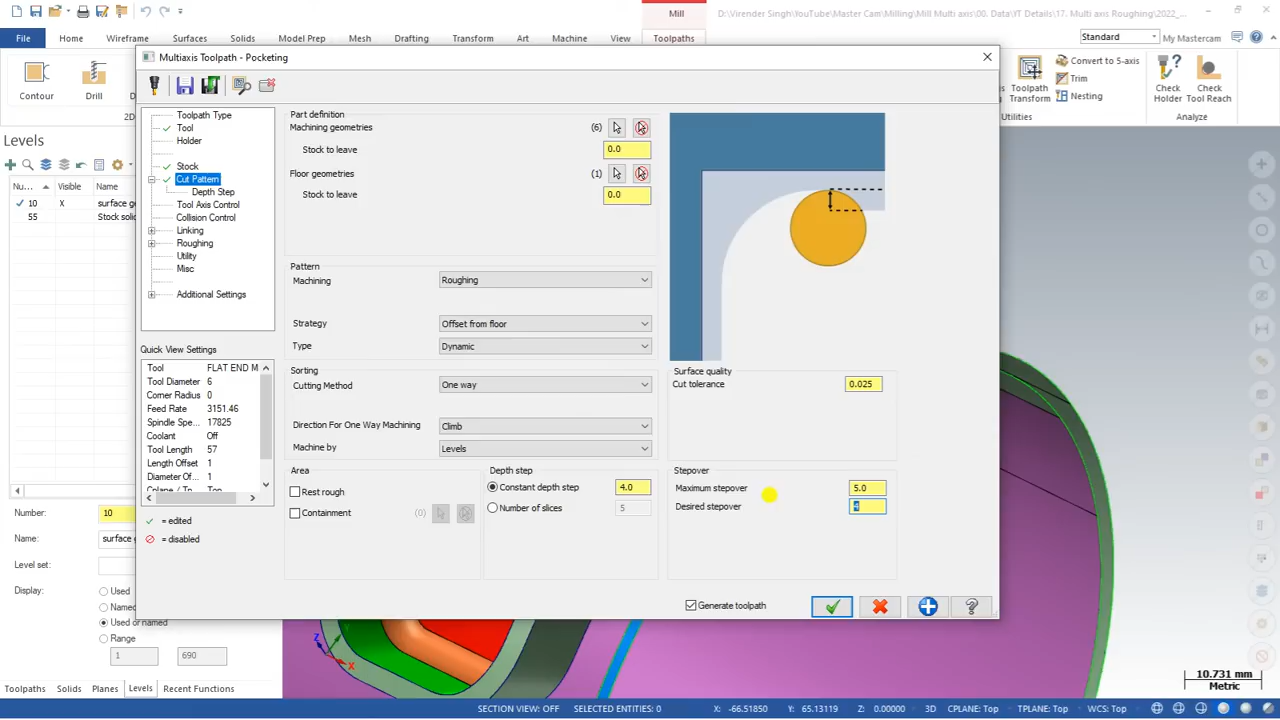 Mill
D:\Virender Singh\YouTube\Master Cam\Milling\Mill Multi axis\00. Data\YT Details\17. Multi axis Roughing\2022_...
File
Home
Wireframe
Surfaces
Solids
Model Prep
Mesh
Drafting
Transform
Art
Machine
View
Toolpaths
Standard
My Mastercam
Contour
Drill
D
2D
Toolpath Transform
Convert to 5-axis
Trim
Nesting
Utilities
Check Holder
Check Tool Reach
Analyze
Levels
Nu...
Visible
Name
10 X surface g
55 Stock solid
Number: 10
Name: surface g
Level set:
Display:
Used
Named
Used or named
Range
1
690
Toolpaths
Solids
Planes
Levels
Recent Functions
Multiaxis Toolpath - Pocketing
Toolpath Type
Tool
Holder
Stock
Cut Pattern
Depth Step
Tool Axis Control
Collision Control
Linking
Roughing
Utility
Misc
Additional Settings
Quick View Settings
Tool FLAT END M
Tool Diameter 6
Corner Radius 0
Feed Rate 3151.46
Spindle Spe... 17825
Coolant Off
Tool Length 57
Length Offset 1
Diameter Of... 1
Cplane / Tp... Top
= edited
= disabled
Part definition
Machining geometries (6)
Stock to leave 0.0
Floor geometries (1)
Stock to leave 0.0
Pattern
Machining Roughing
Strategy Offset from floor
Type Dynamic
Sorting
Cutting Method One way
Direction For One Way Machining Climb
Machine by Levels
Area
Rest rough
Containment (0)
Depth step
Constant depth step 4.0
Number of slices 5
Surface quality
Cut tolerance 0.025
Stepover
Maximum stepover 5.0
Desired stepover 4
Generate toolpath
10.731 mm
Metric
Z
X
SECTION VIEW: OFF
SELECTED ENTITIES: 0
X: -66.51850
Y: 65.13119
Z: 0.00000
3D
CPLANE: Top
TPLANE: Top
WCS: Top